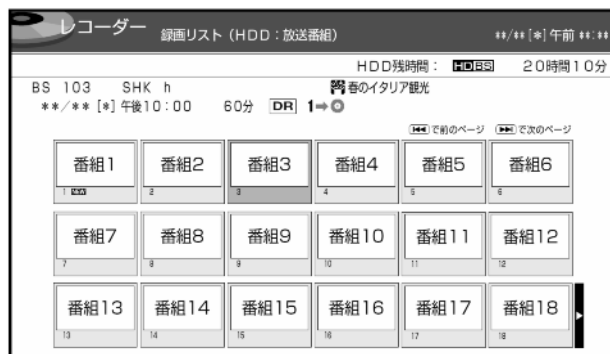 レコーダー 録画リスト（HDD：放送番組） **/**[*]午前**:**
HDD残時間： HDBS 20時間10分
BS 103 SHK h 春のイタリア観光
**/**[*]午後10:00 60分 DR 1➡
⏮で前のページ ⏭で次のページ
番組1 番組2 番組3 番組4 番組5 番組6
1 NEW 2 3 4 5 6
番組7 番組8 番組9 番組10 番組11 番組12
7 8 9 10 11 12
番組13 番組14 番組15 番組16 番組17 番組18
13 14 15 16 17 18